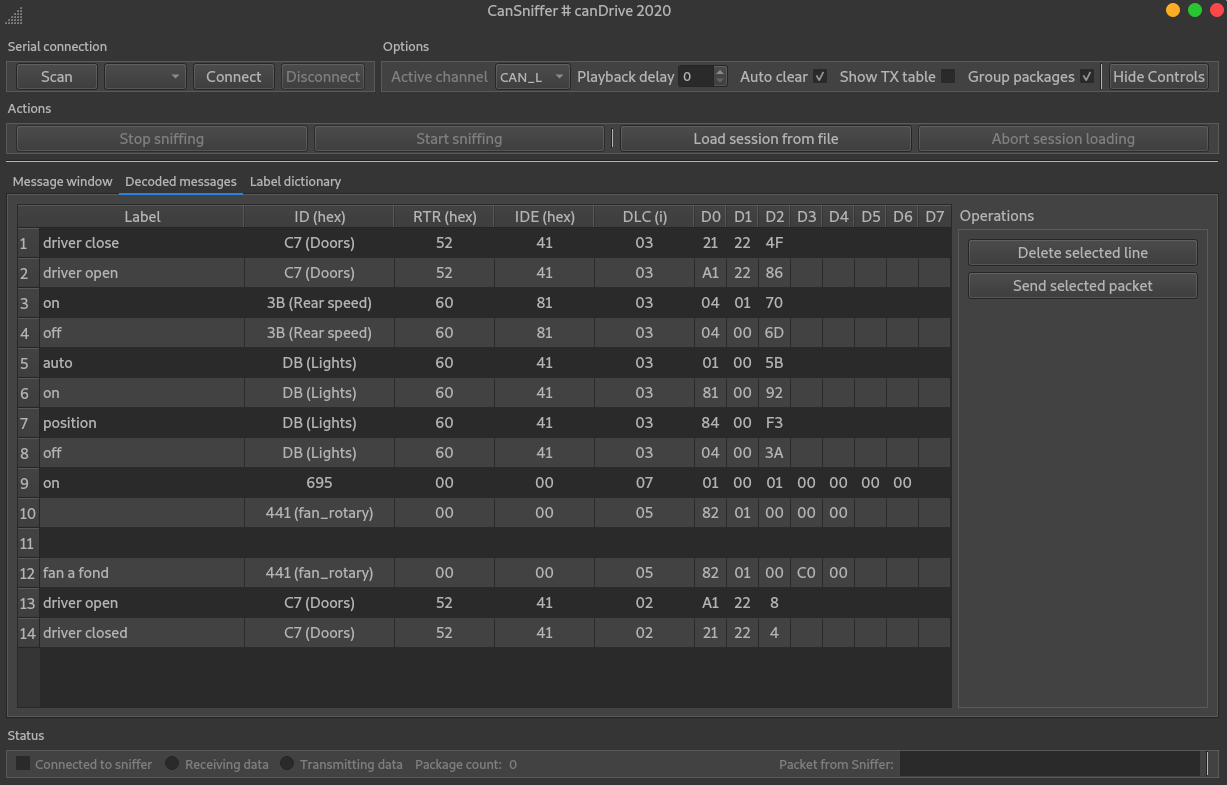 CanSniffer # canDrive 2020
Serial connection
Options
Scan Connect Disconnect Active channel CAN_L Playback delay 0 Auto clear Show TX table Group packages Hide Controls
Actions
Stop sniffing Start sniffing Load session from file Abort session loading
Message window Decoded messages Label dictionary
Label ID (hex) RTR (hex) IDE (hex) DLC (i) D0 D1 D2 D3 D4 D5 D6 D7
1 driver close C7 (Doors) 52 41 03 21 22 4F
2 driver open C7 (Doors) 52 41 03 A1 22 86
3 on 3B (Rear speed) 60 81 03 04 01 70
4 off 3B (Rear speed) 60 81 03 04 00 6D
5 auto DB (Lights) 60 41 03 01 00 5B
6 on DB (Lights) 60 41 03 81 00 92
7 position DB (Lights) 60 41 03 84 00 F3
8 off DB (Lights) 60 41 03 04 00 3A
9 on 695 00 00 07 01 00 01 00 00 00 00
10 441 (fan_rotary) 00 00 05 82 01 00 00 00
11
12 fan a fond 441 (fan_rotary) 00 00 05 82 01 00 C0 00
13 driver open C7 (Doors) 52 41 02 A1 22 8
14 driver closed C7 (Doors) 52 41 02 21 22 4
Operations
Delete selected line
Send selected packet
Status
Connected to sniffer Receiving data Transmitting data Package count: 0 Packet from Sniffer: